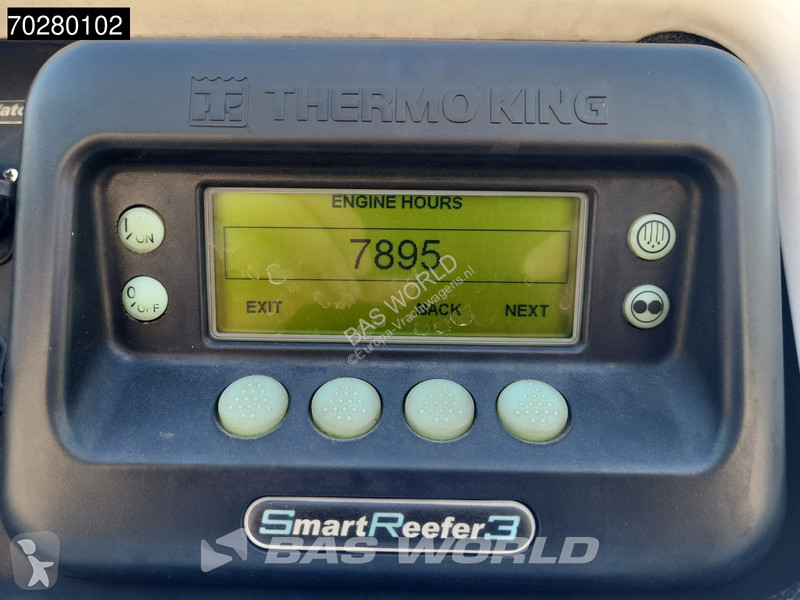 70280102
THERMO KING
ENGINE HOURS
7895
EXIT BACK NEXT
I/ON
0/OFF
BAS WORLD
©Europa-Vrachtwagens.nl
SmartReefer3
BAS WORLD